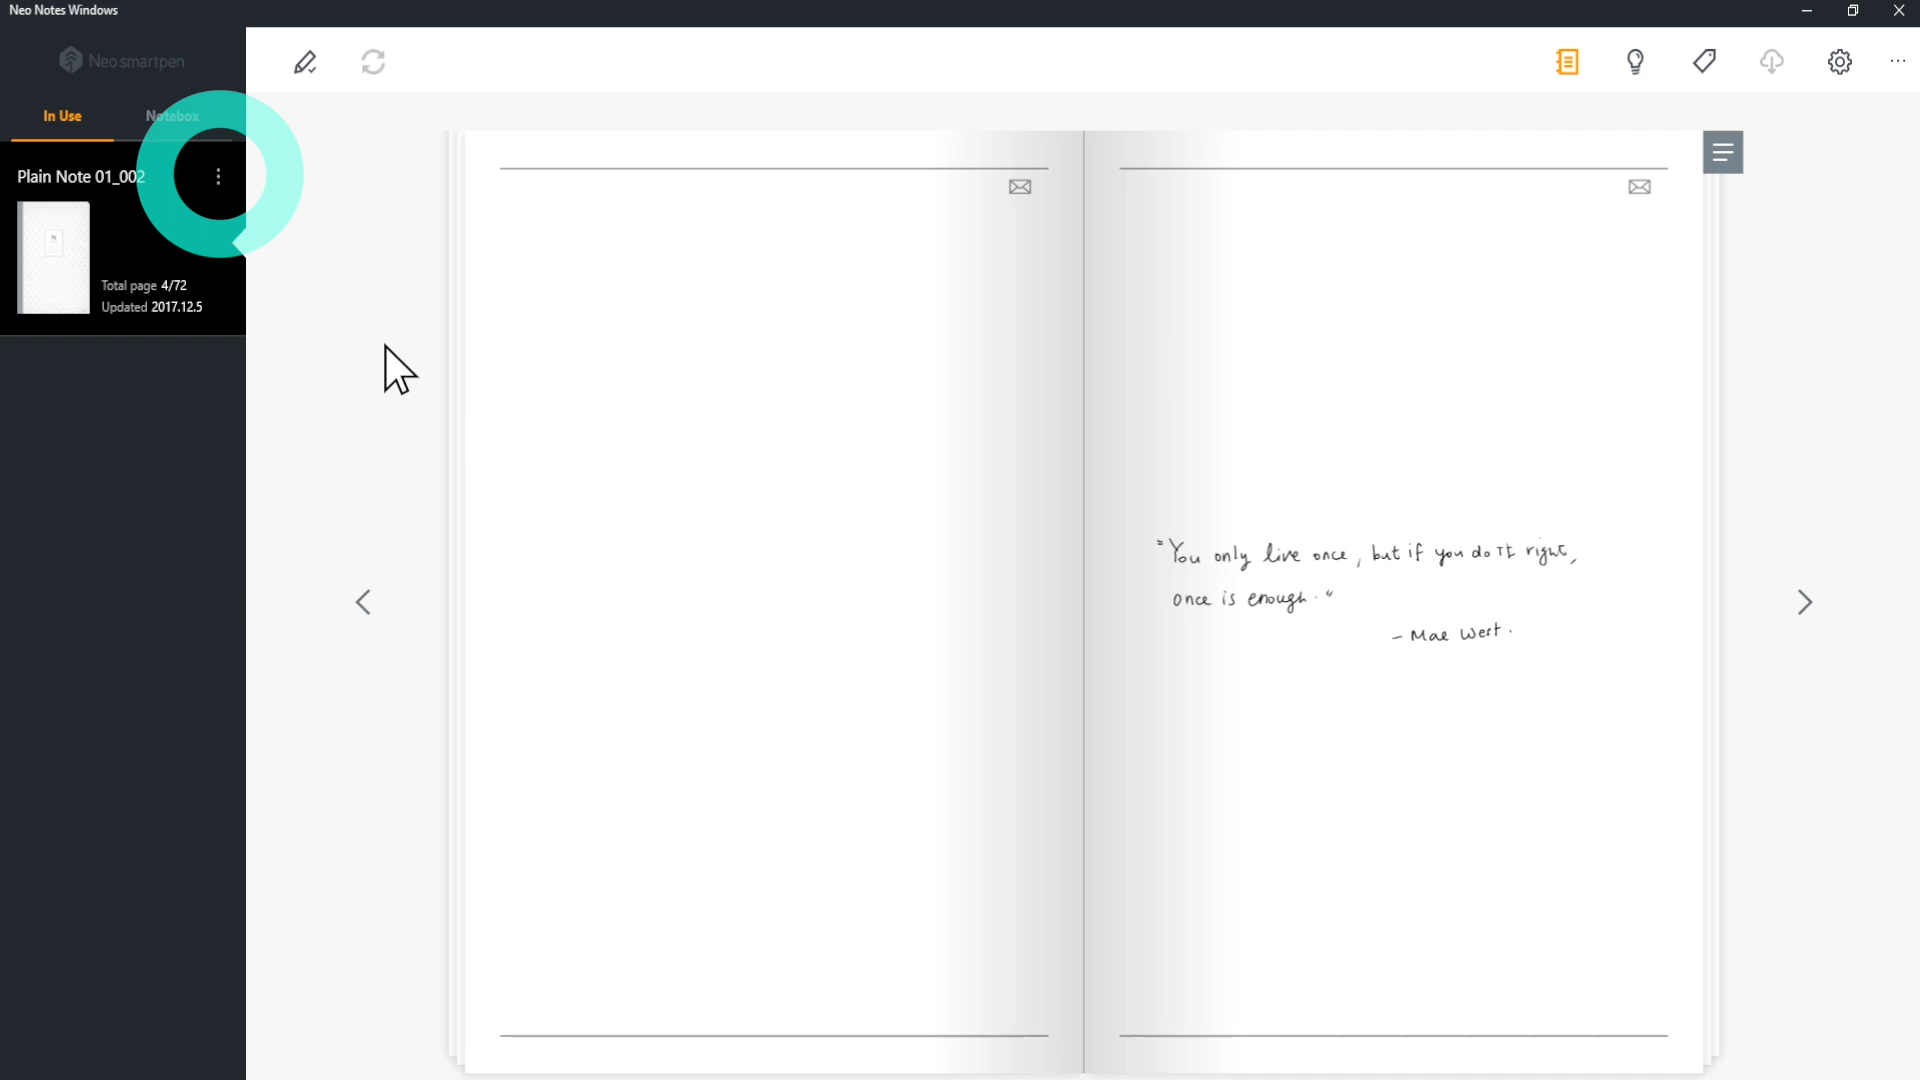 Neo Notes Windows
Neo smartpen
In Use
Notebox
Plain Note 01_002
N
Total page 4/72
Updated 2017.12.5
"You only live once, but if you do It right,
once is enough."
- Mae West.